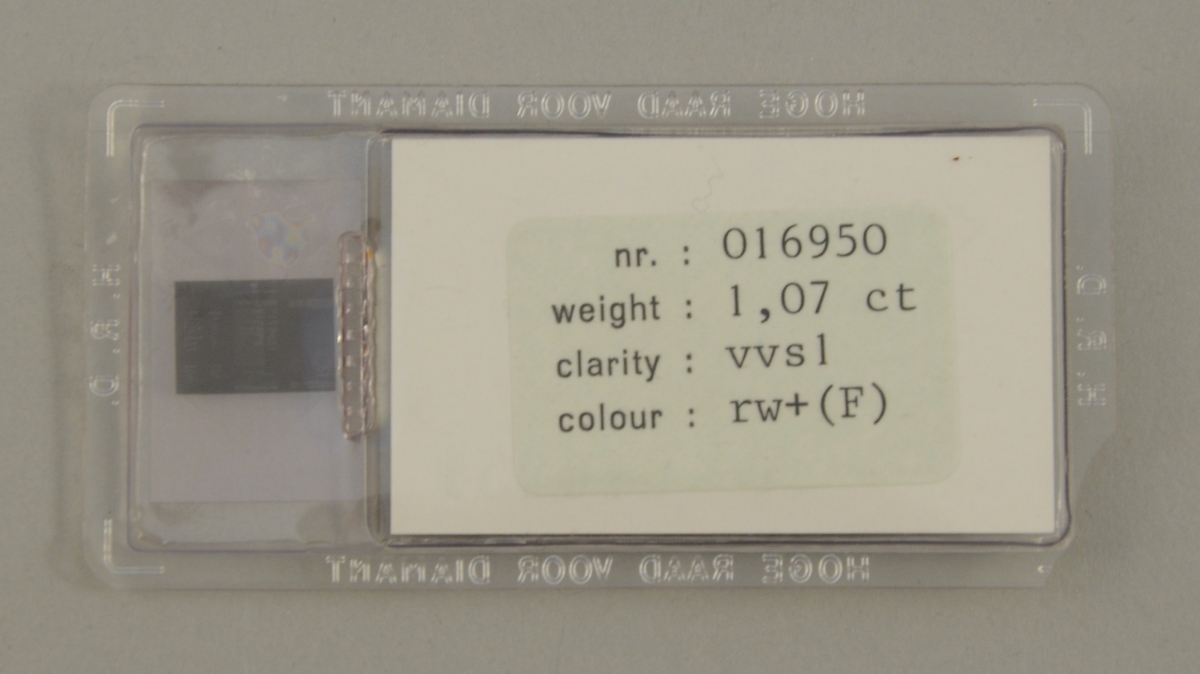 HOGE RAAD VOOR DIAMANT
H. R. D.
nr. : 016950
weight : 1,07 ct
clarity : vvs1
colour : rw+(F)
H. R. D.
HOGE RAAD VOOR DIAMANT